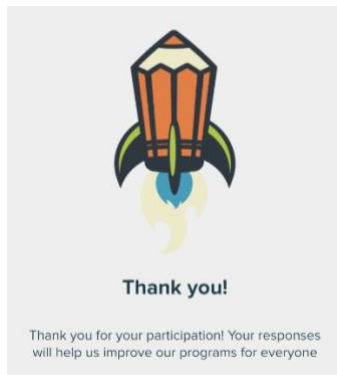 Thank you!
Thank you for your participation! Your responses
will help us improve our programs for everyone